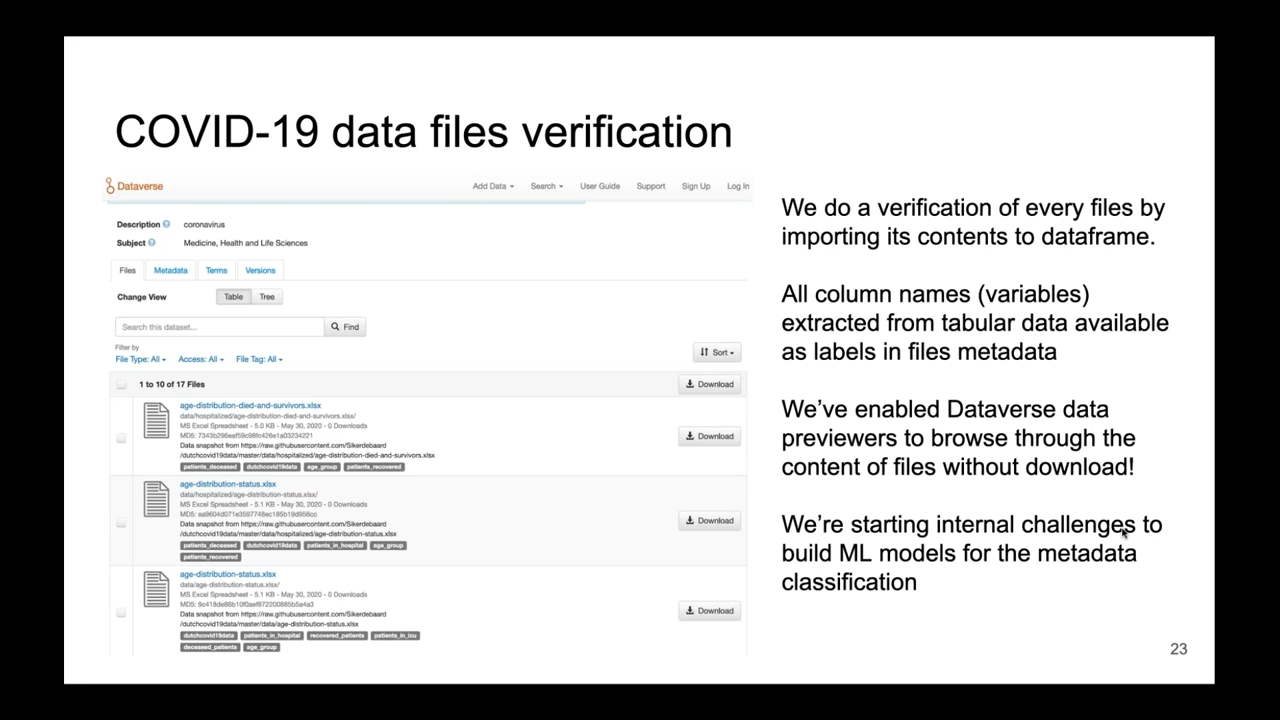 COVID-19 data files verification
Dataverse
Add Data Search User Guide Support Sign Up Log In
Description coronavirus
Subject Medicine, Health and Life Sciences
Files Metadata Terms Versions
Change View Table Tree
Search this dataset... Find
Filter by
File Type: All Access: All File Tag: All
Sort
1 to 10 of 17 Files
Download
age-distribution-died-and-survivors.xlsx
data/hospitalized/age-distribution-died-and-survivors.xlsx/
MS Excel Spreadsheet - 5.0 KB - May 30, 2020 - 0 Downloads
MD5:
Data snapshot from https://raw.githubusercontent.com/Sikerdebaard
/dutchcovid19data/master/data/hospitalized/age-distribution-died-and-survivors.xlsx
patients_deceased dutchcovid19data age_group patients_recovered
Download
age-distribution-status.xlsx
data/hospitalized/age-distribution-status.xlsx/
MS Excel Spreadsheet - 5.1 KB - May 30, 2020 - 0 Downloads
MD5:
Data snapshot from https://raw.githubusercontent.com/Sikerdebaard
/dutchcovid19data/master/data/hospitalized/age-distribution-status.xlsx
patients_deceased dutchcovid19data patients_in_hospital age_group
patients_recovered
Download
age-distribution-status.xlsx
data/age-distribution-status.xlsx/
MS Excel Spreadsheet - 5.1 KB - May 30, 2020 - 0 Downloads
MD5:
Data snapshot from https://raw.githubusercontent.com/Sikerdebaard
/dutchcovid19data/master/data/age-distribution-status.xlsx
dutchcovid19data patients_in_hospital recovered_patients patients_in_icu
deceased_patients age_group
Download
We do a verification of every files by
importing its contents to dataframe.
All column names (variables)
extracted from tabular data available
as labels in files metadata
We’ve enabled Dataverse data
previewers to browse through the
content of files without download!
We’re starting internal challenges to
build ML models for the metadata
classification
23